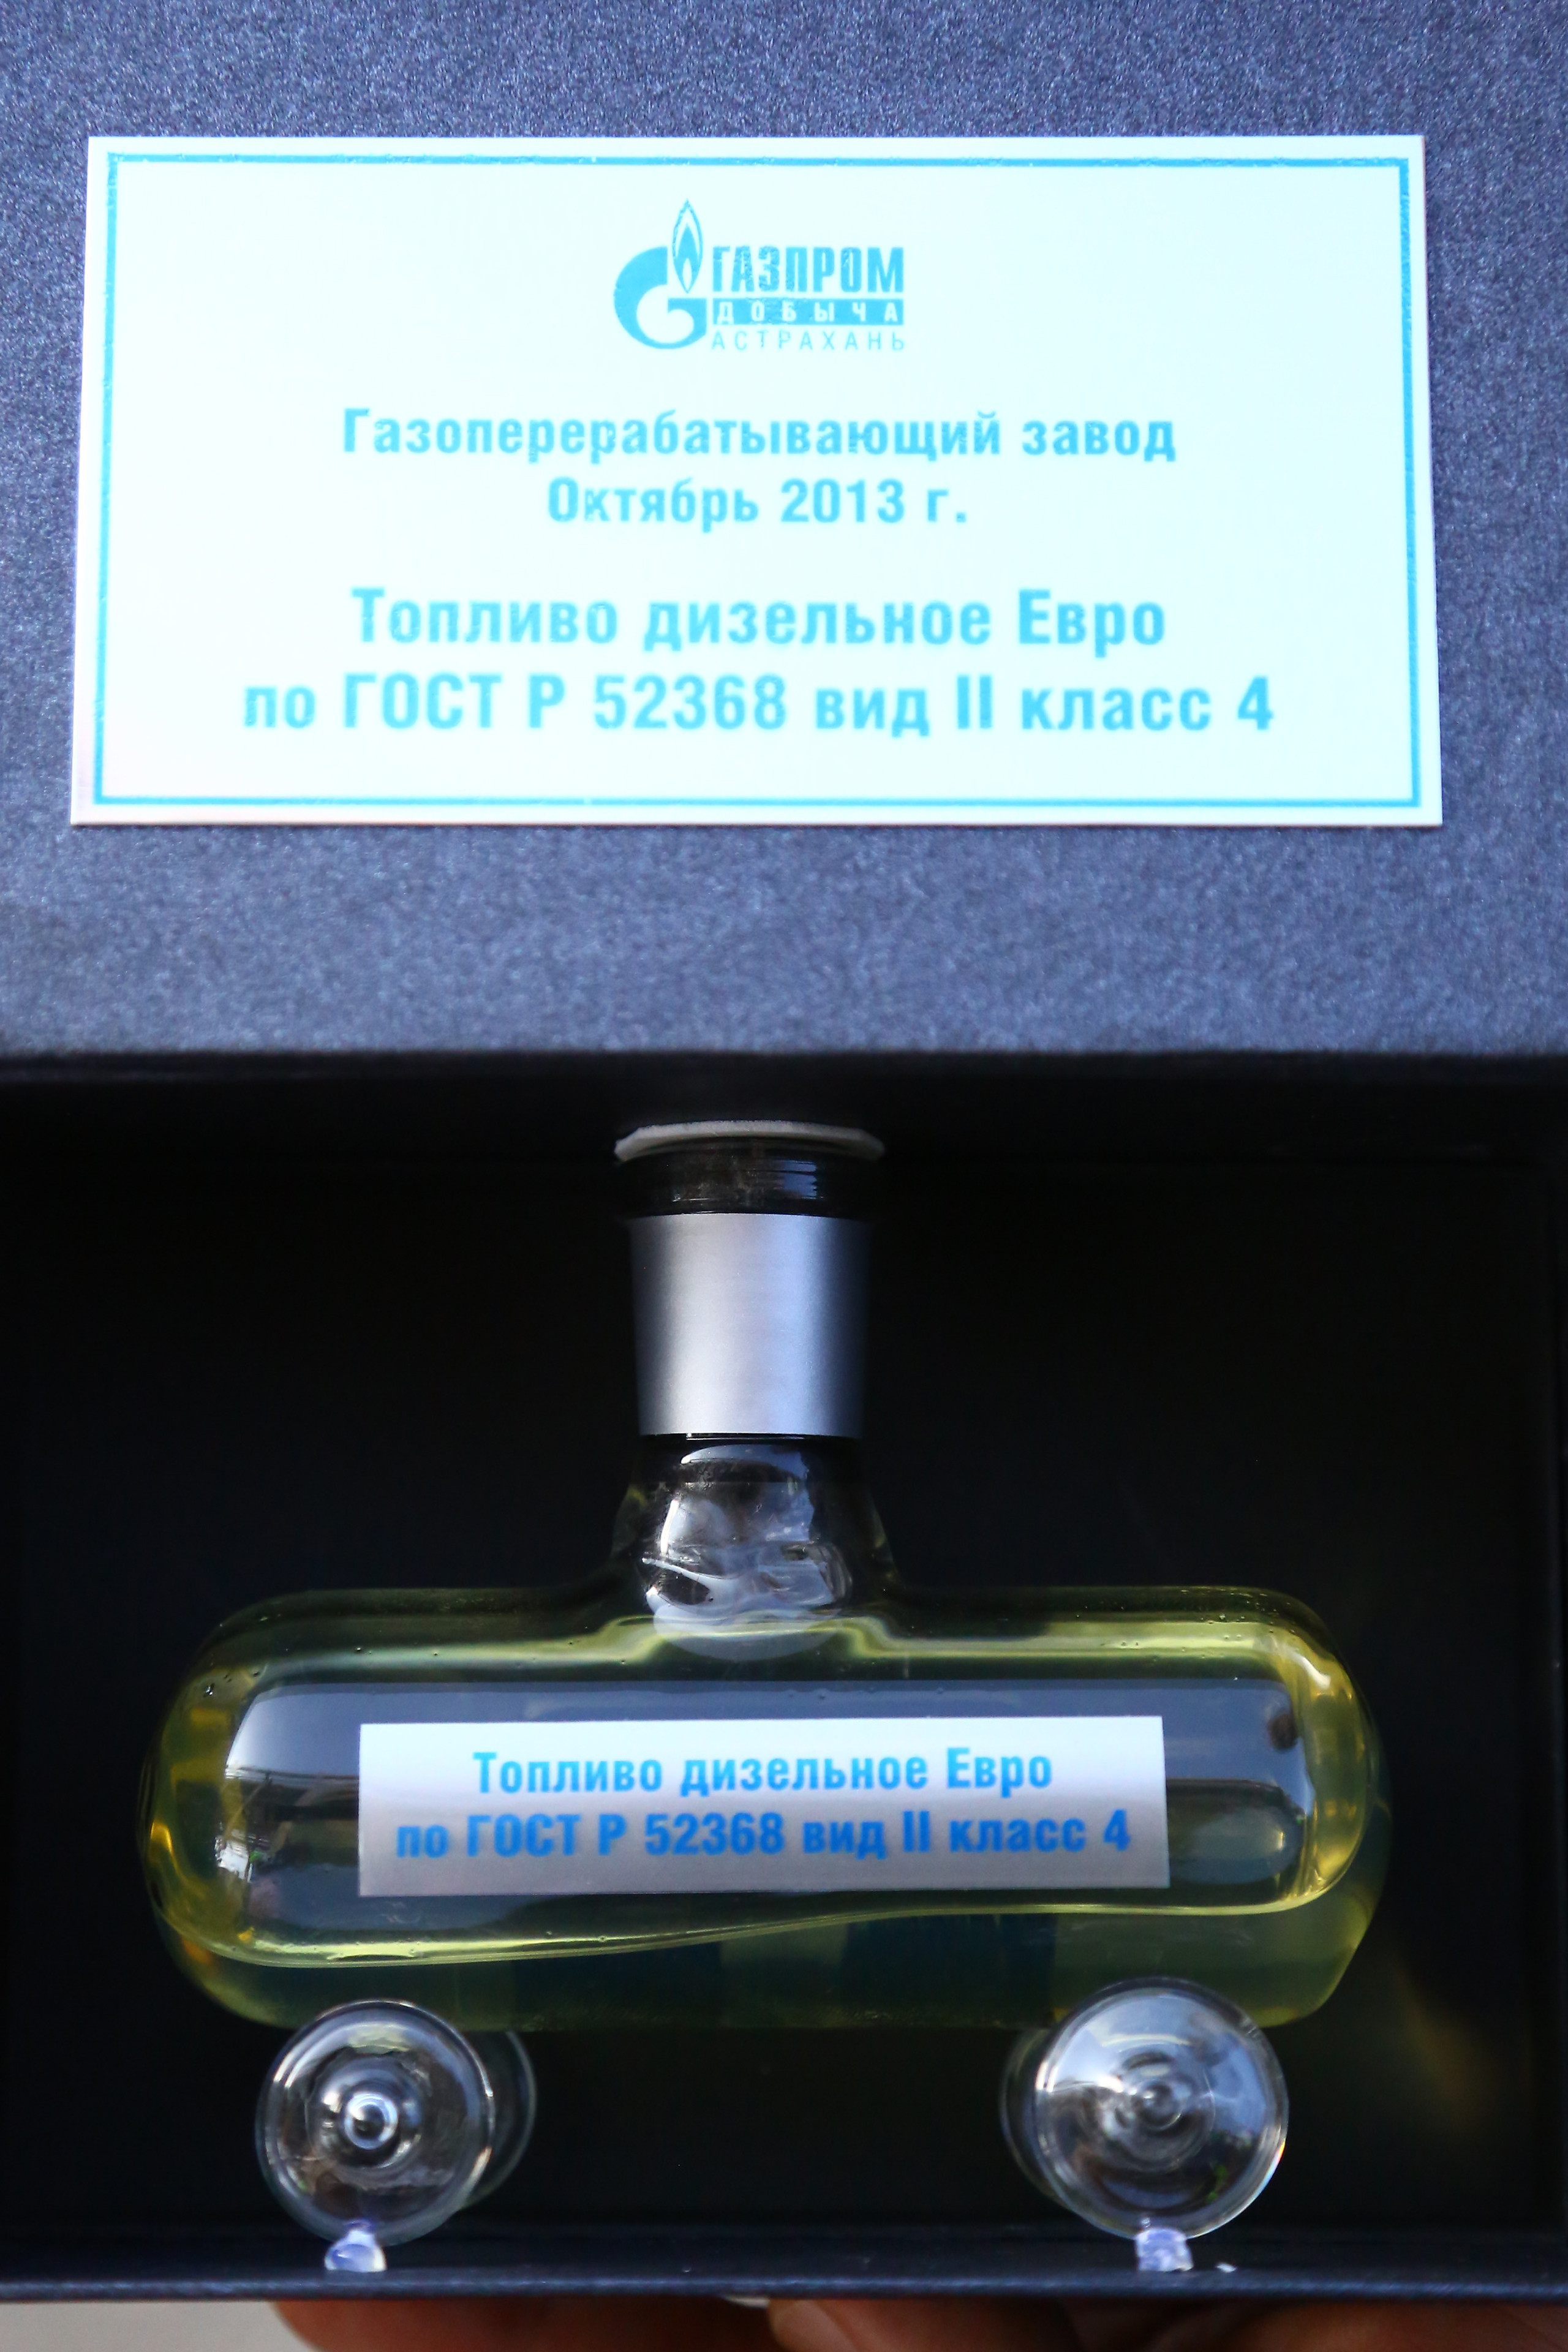 ГАЗПРОМ
ДОБЫЧА
АСТРАХАНЬ
Газоперерабатывающий завод
Октябрь 2013 г.
Топливо дизельное Евро
по ГОСТ Р 52368 вид II класс 4
Топливо дизельное Евро
по ГОСТ Р 52368 вид II класс 4